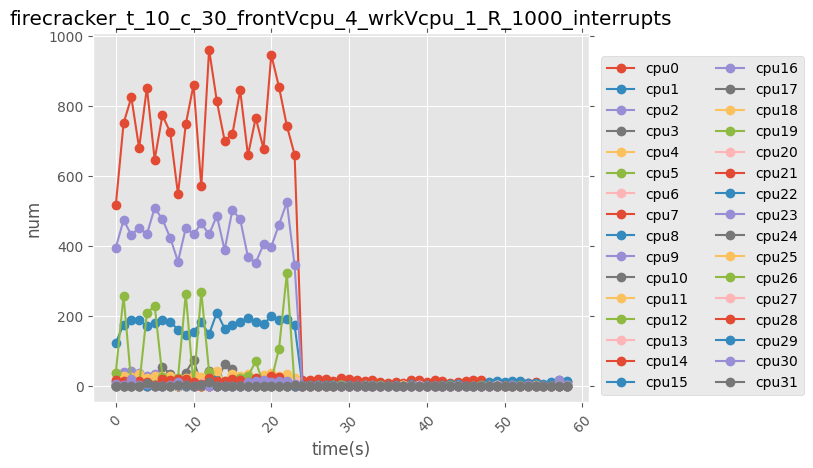 firecracker_t_10_c_30_frontVcpu_4_wrkVcpu_1_R_1000_interrupts
1000
800
600
400
200
0
num
0
10
20
30
40
50
60
time(s)
cpu0
cpu1
cpu2
cpu3
cpu4
cpu5
cpu6
cpu7
cpu8
cpu9
cpu10
cpu11
cpu12
cpu13
cpu14
cpu15
cpu16
cpu17
cpu18
cpu19
cpu20
cpu21
cpu22
cpu23
cpu24
cpu25
cpu26
cpu27
cpu28
cpu29
cpu30
cpu31